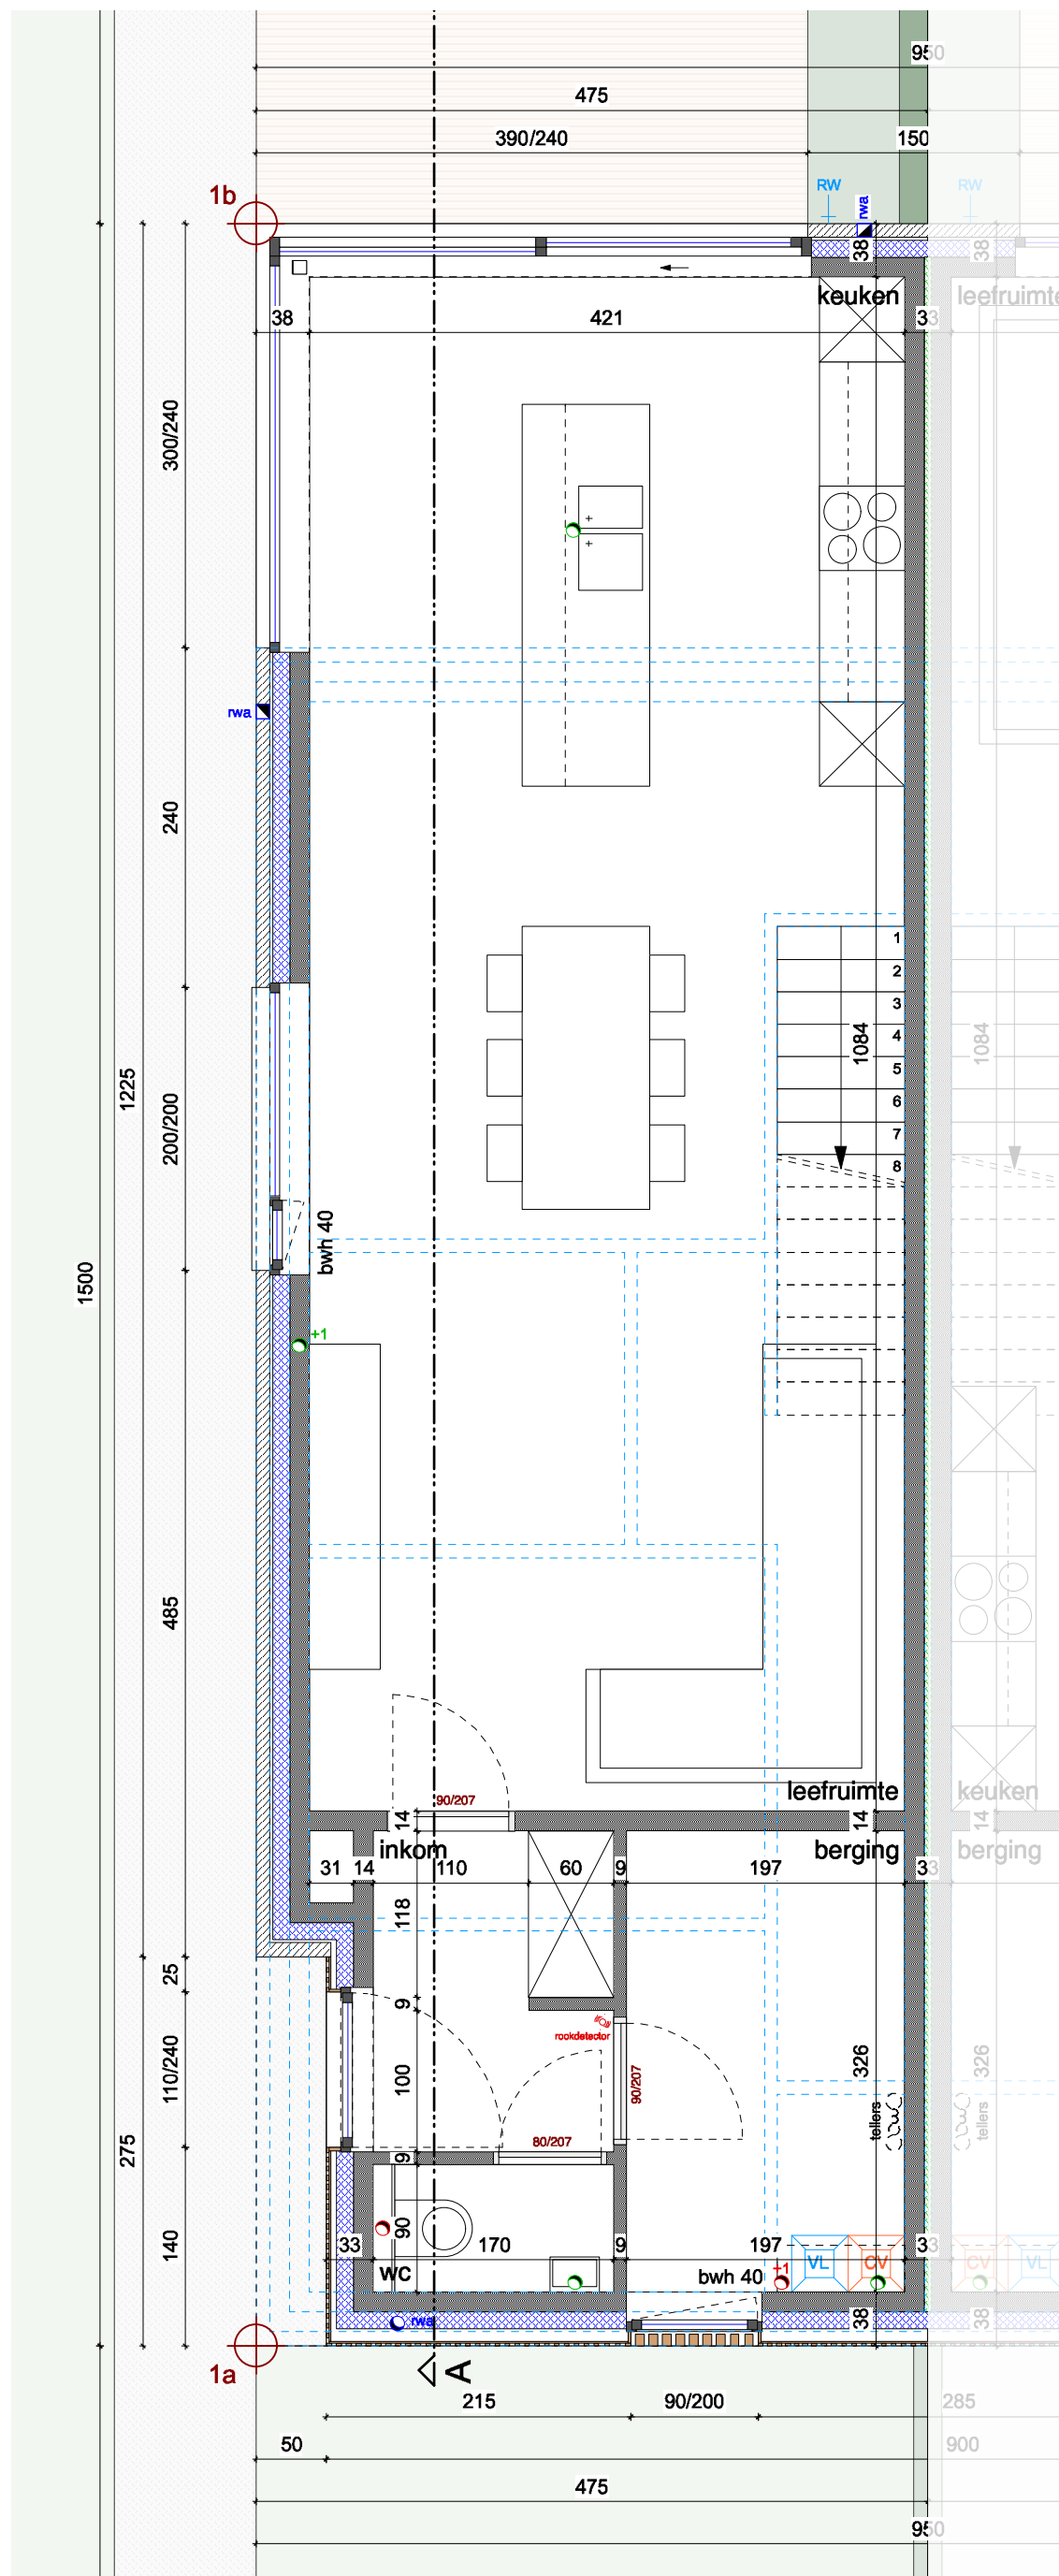 950
475
390/240
150
RW
rwa
RW
1b
38
38
keuken
leefruimte
38
421
33
300/240
rwa
240
1
2
3
4
5
6
7
8
1084
1084
1225
200/200
bwh 40
1500
+1
485
leefruimte
keuken
90/207
14
14
14
inkom
berging
berging
31
14
110
60
9
197
33
118
25
9
rookdetector
110/240
100
90/207
326
326
tellers
tellers
80/207
275
9
140
90
33
170
9
197
33
WC
bwh 40
+1
VL
CV
CV
VL
rwa
38
38
1a
A
215
90/200
285
50
900
475
950